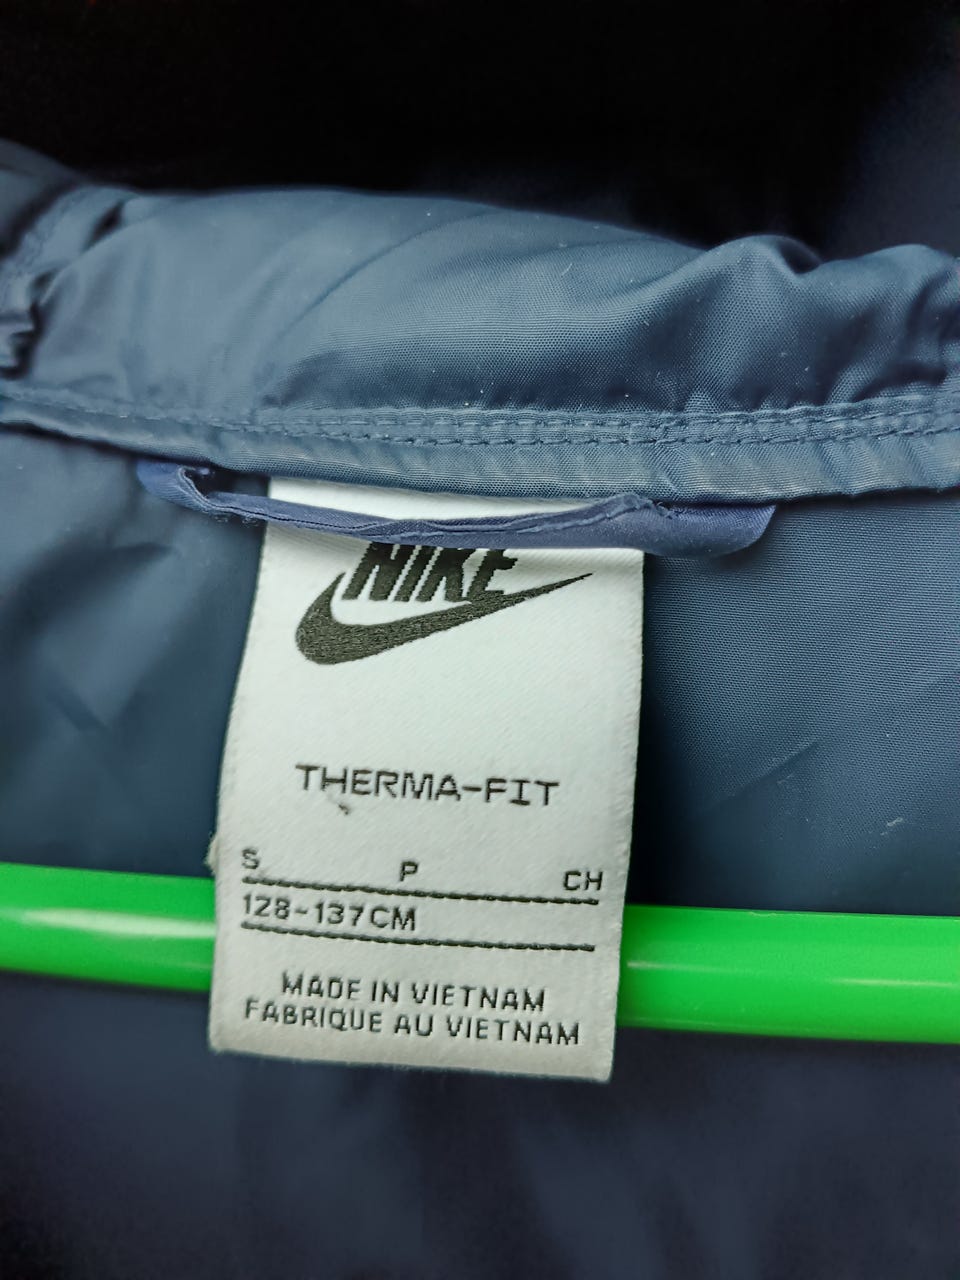 NIKE
THERMA-FIT
S P CH
128-137CM
MADE IN VIETNAM
FABRIQUE AU VIETNAM